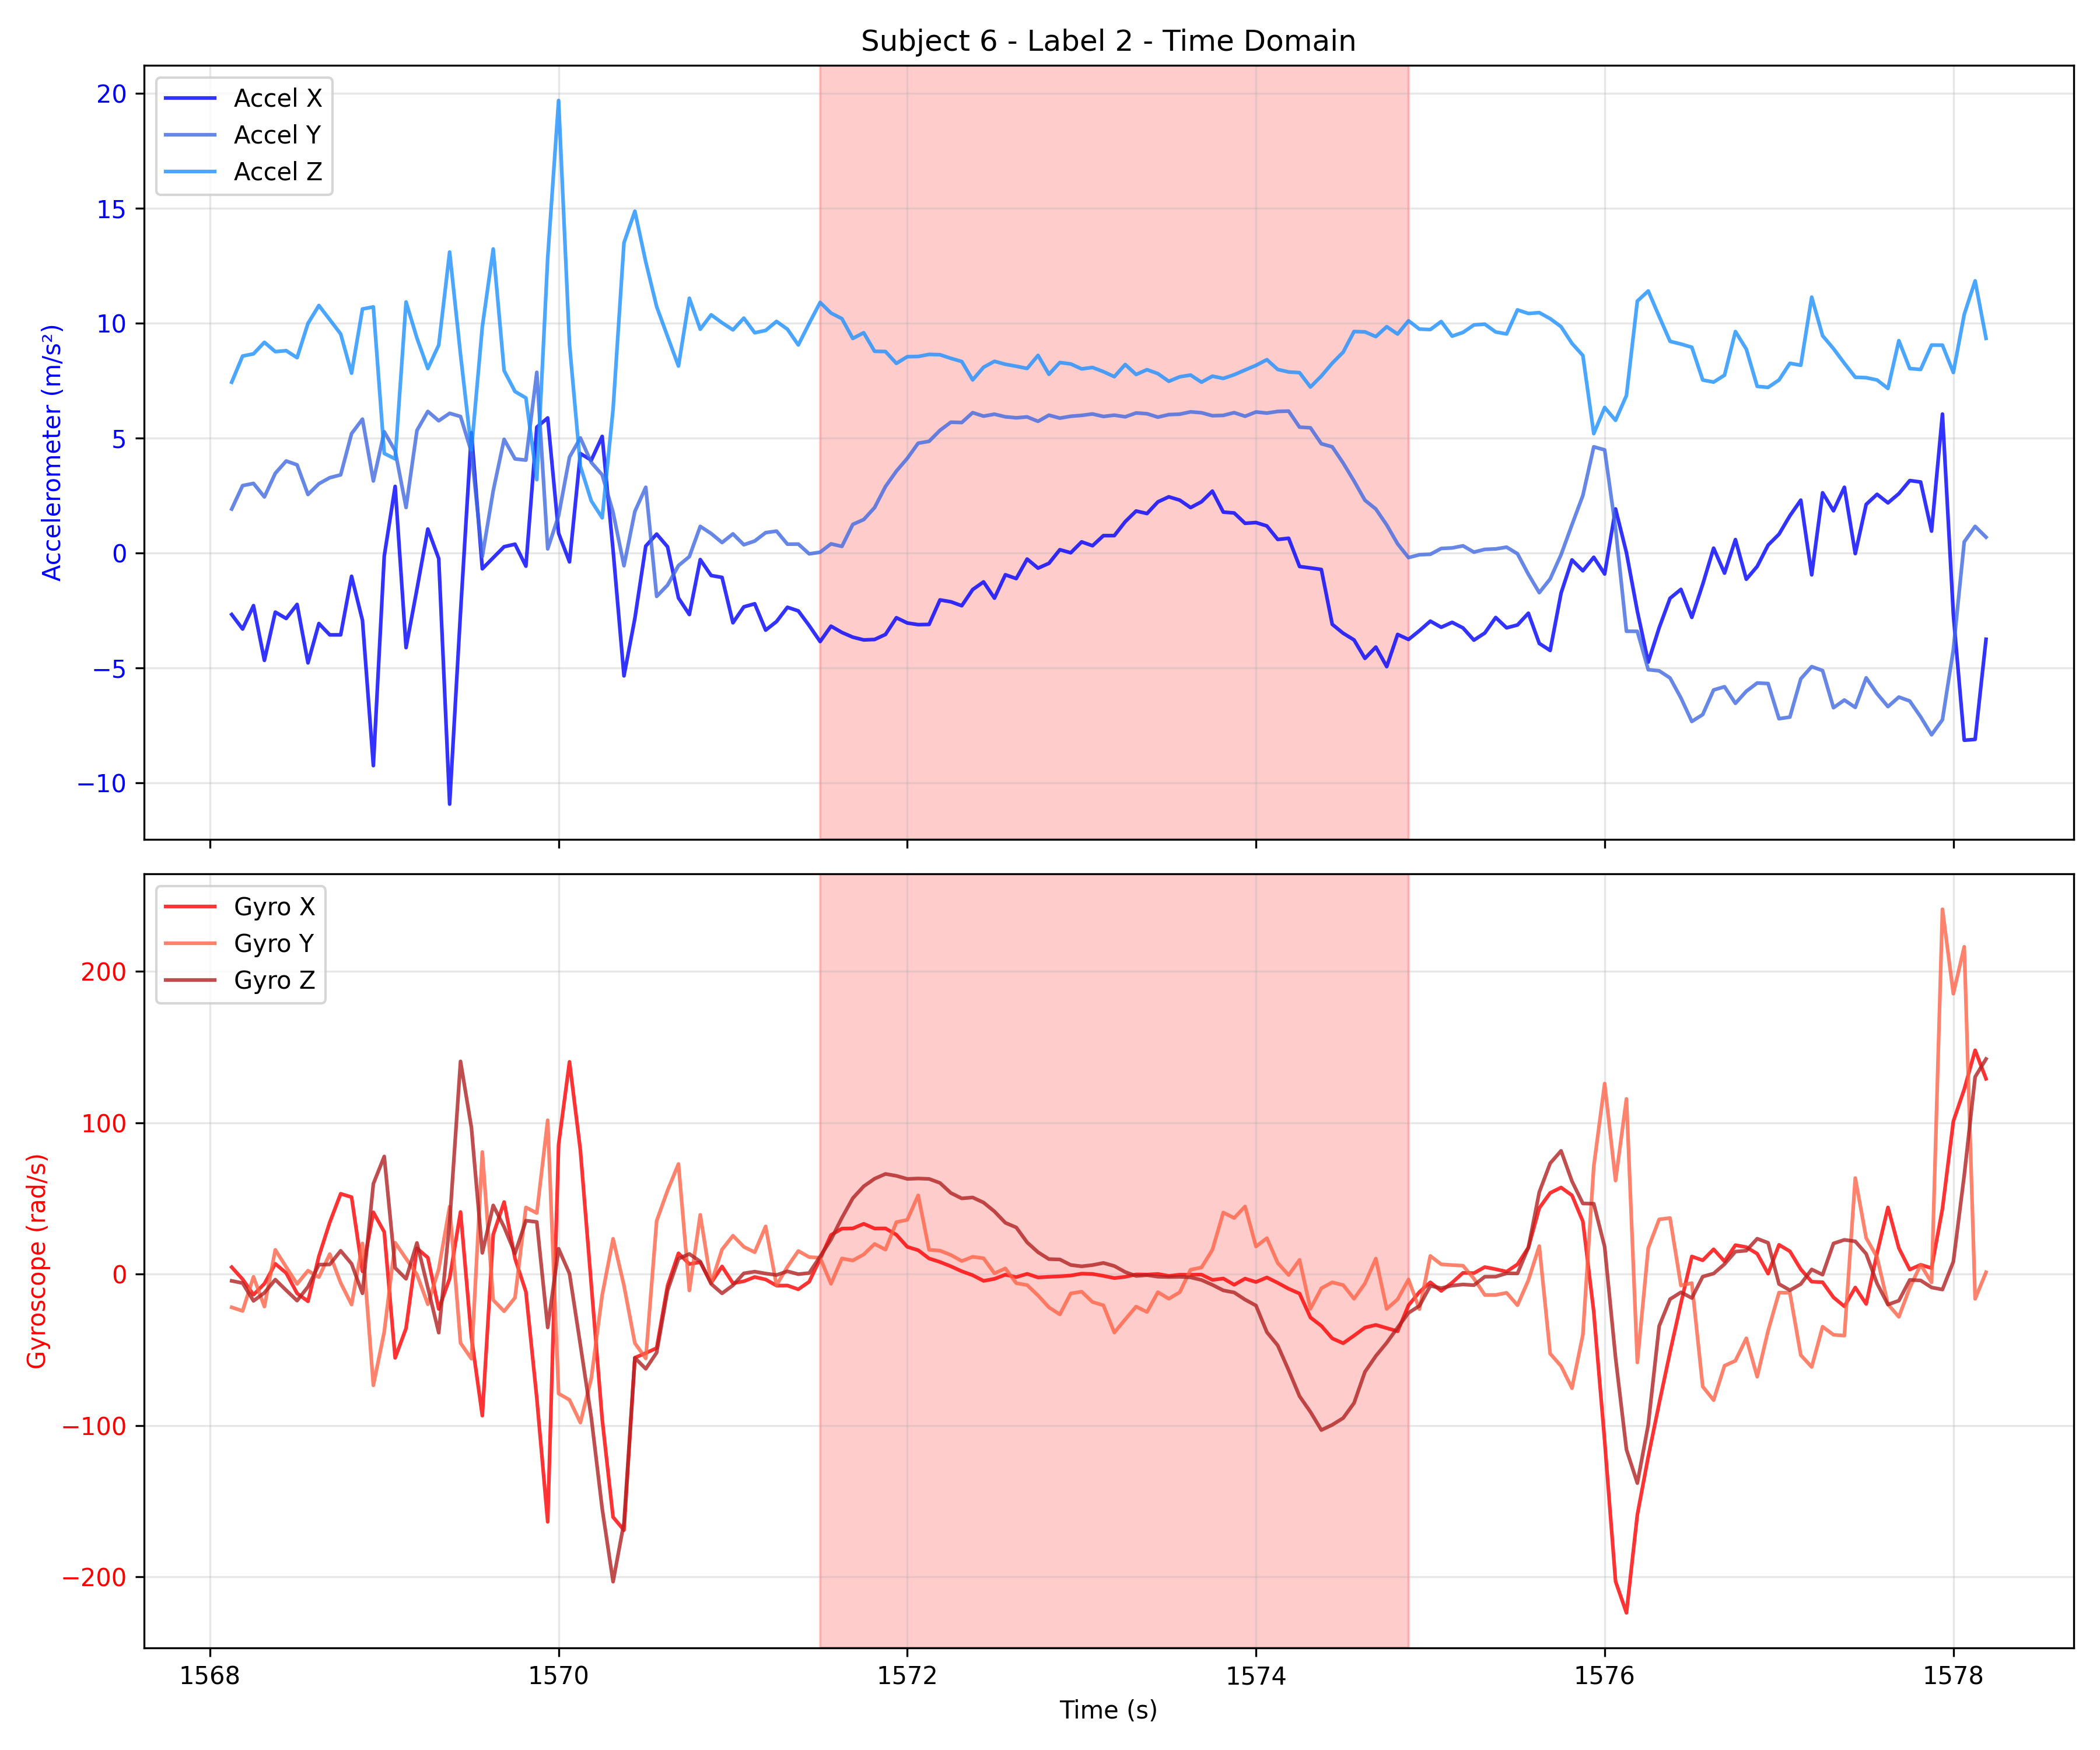 Subject 6 - Label 2 - Time Domain
Accel X
Accel Y
Accel Z
20
15
10
5
0
−5
−10
Accelerometer (m/s²)
Gyro X
Gyro Y
Gyro Z
200
100
0
−100
−200
Gyroscope (rad/s)
1568 1570 1572 1574 1576 1578
Time (s)